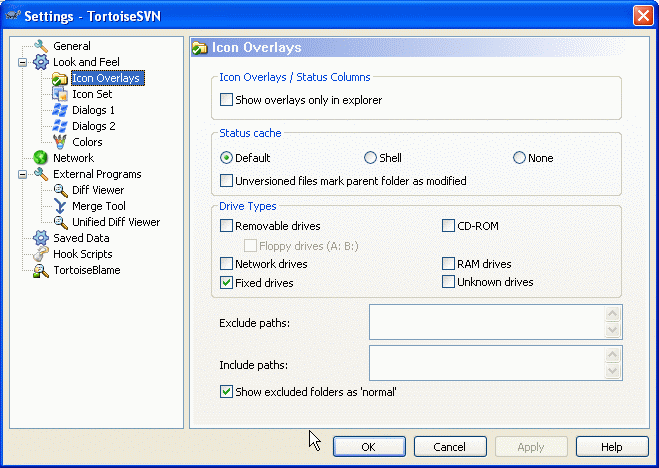 Settings - TortoiseSVN
General
Look and Feel
Icon Overlays
Icon Set
Dialogs 1
Dialogs 2
Colors
Network
External Programs
Diff Viewer
Merge Tool
Unified Diff Viewer
Saved Data
Hook Scripts
TortoiseBlame
Icon Overlays
Icon Overlays / Status Columns
Show overlays only in explorer
Status cache
Default Shell None
Unversioned files mark parent folder as modified
Drive Types
Removable drives CD-ROM
Floppy drives (A: B:)
Network drives RAM drives
Fixed drives Unknown drives
Exclude paths:
Include paths:
Show excluded folders as 'normal'
OK Cancel Apply Help